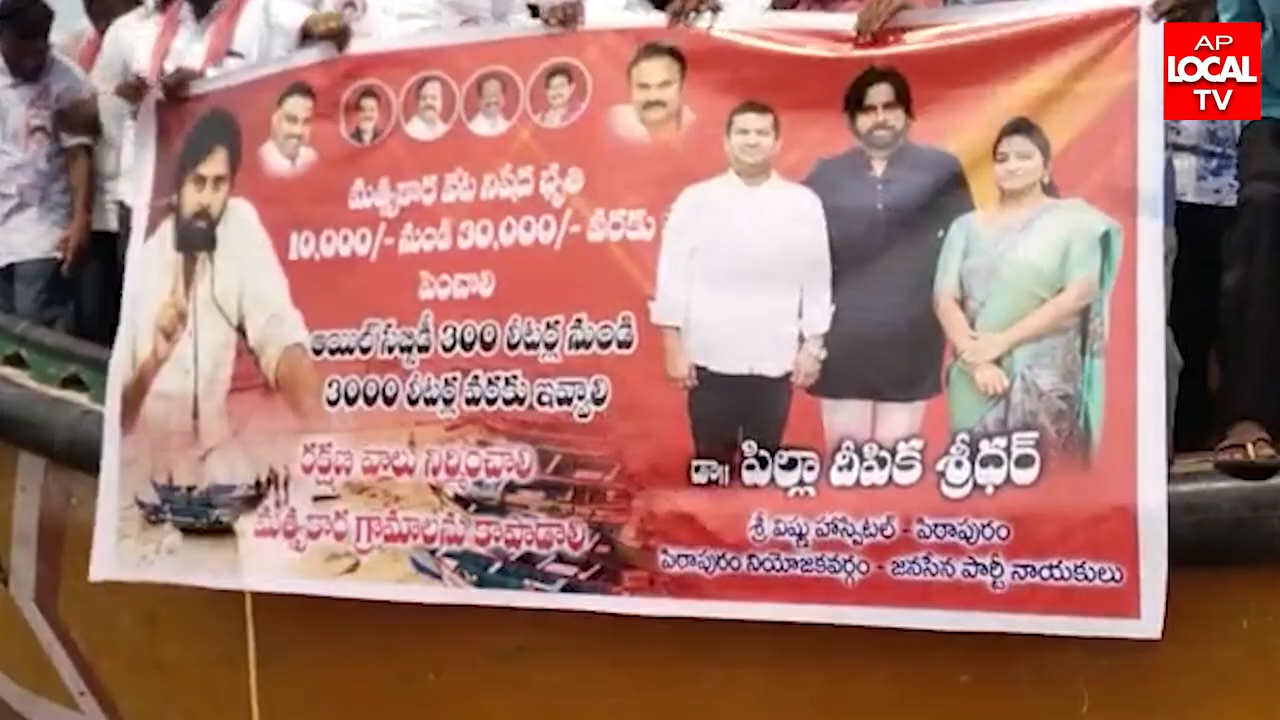 AP
LOCAL
TV
మత్స్యకార వేట నిషేద భృతి
10,000/- నుండి 30,000/- వరకు
పెంచాలి
ఆయిల్ సబ్సిడీ 300 లీటర్ల నుండి
3000 లీటర్ల వరకు ఇవ్వాలి
రక్షణ వాలు నిర్మించాలి
మత్స్యకార గ్రామాలను కాపాడాలి
డా|| పిల్లా దీపిక శ్రీధర్
శ్రీ విష్ణు హాస్పిటల్ - పిఠాపురం
పిఠాపురం నియోజకవర్గం - జనసేన పార్టీ నాయకులు